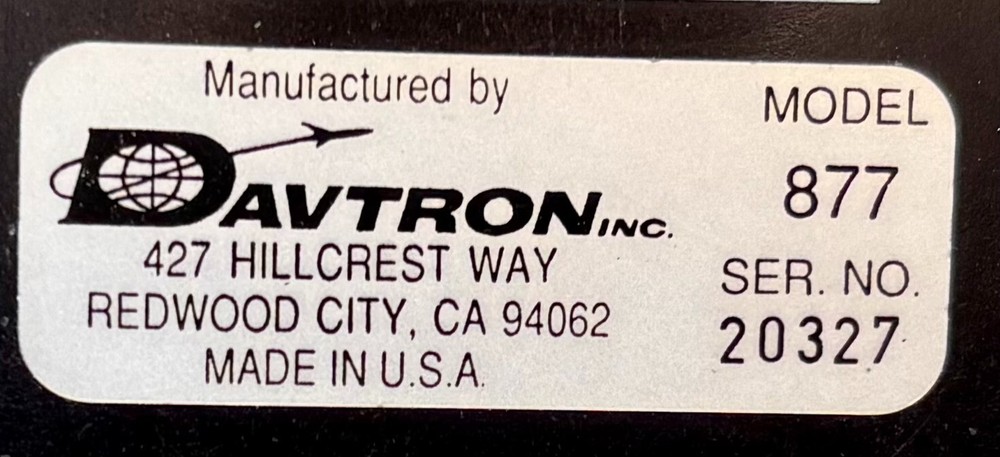 Manufactured by
DAVTRON INC.
427 HILLCREST WAY
REDWOOD CITY, CA 94062
MADE IN U.S.A.
MODEL
877
SER. NO.
20327